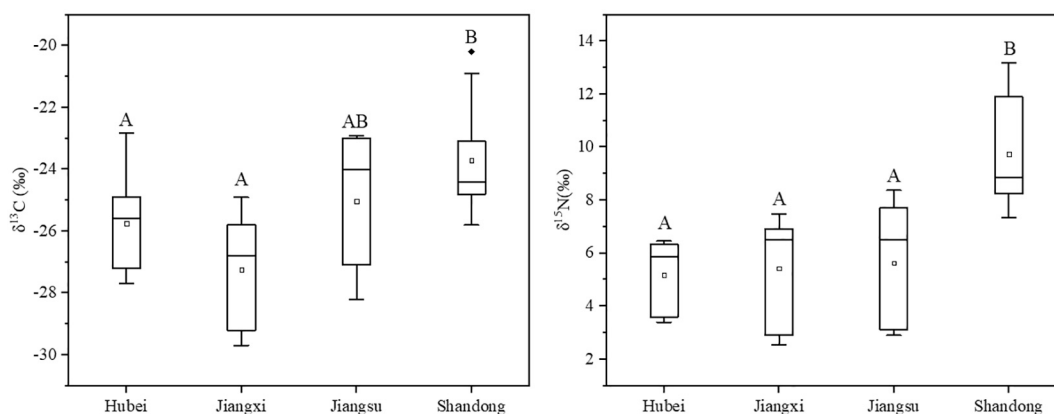 -20
-22
-24
-26
-28
-30
δ¹³C (‰)
A
A
AB
B
Hubei
Jiangxi
Jiangsu
Shandong
14
12
10
8
6
4
2
δ¹⁵N(‰)
A
A
A
B
Hubei
Jiangxi
Jiangsu
Shandong